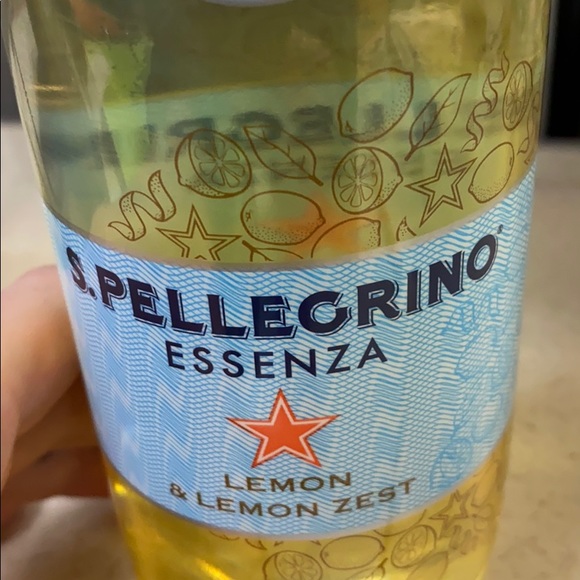 S.PELLEGRINO
ESSENZA
LEMON
& LEMON ZEST